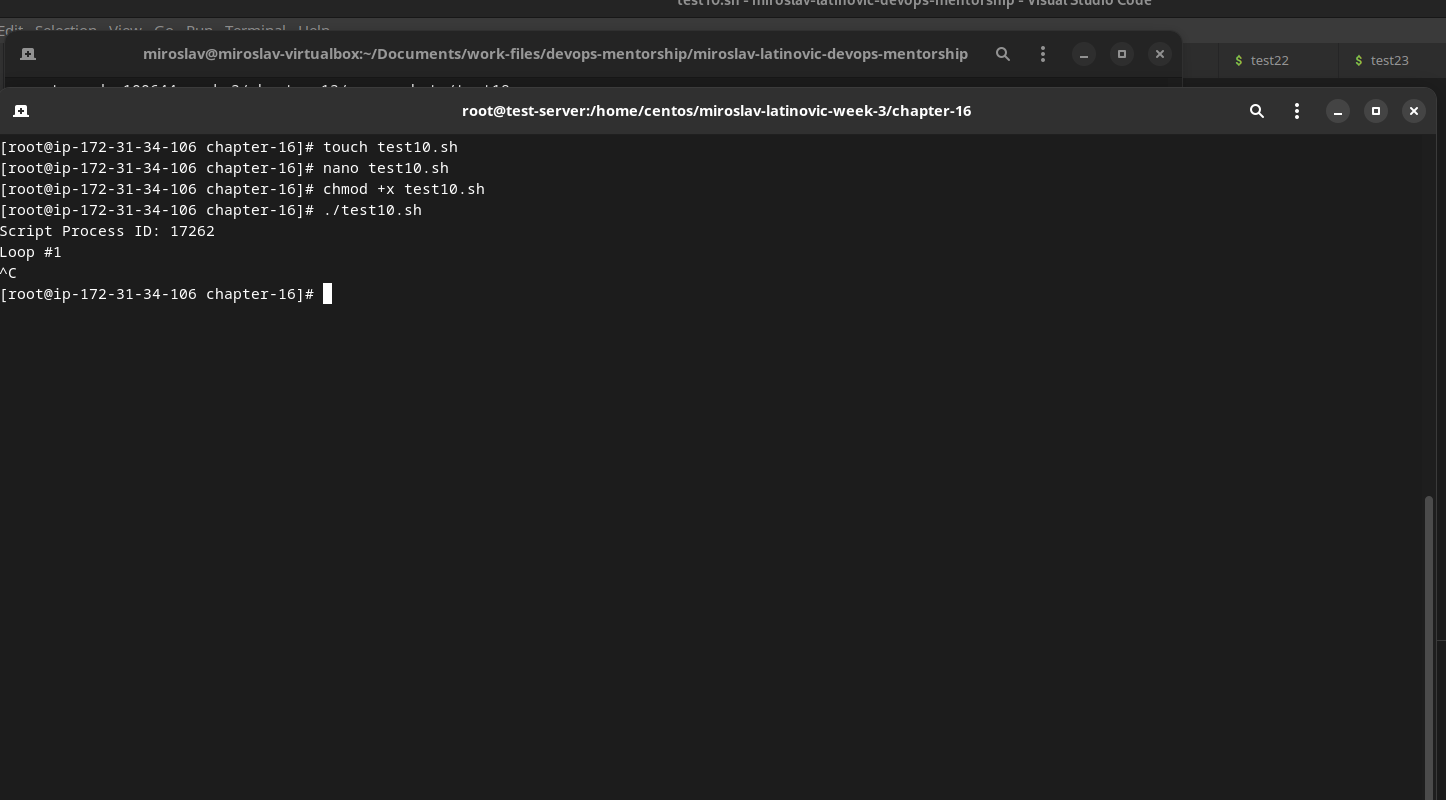 test10.sh - miroslav-latinovic-devops-mentorship - Visual Studio Code
Edit Selection View Go Run Terminal Help
miroslav@miroslav-virtualbox:~/Documents/work-files/devops-mentorship/miroslav-latinovic-devops-mentorship
$ test22
$ test23
root@test-server:/home/centos/miroslav-latinovic-week-3/chapter-16
[root@ip-172-31-34-106 chapter-16]# touch test10.sh
[root@ip-172-31-34-106 chapter-16]# nano test10.sh
[root@ip-172-31-34-106 chapter-16]# chmod +x test10.sh
[root@ip-172-31-34-106 chapter-16]# ./test10.sh
Script Process ID: 17262
Loop #1
^C
[root@ip-172-31-34-106 chapter-16]#